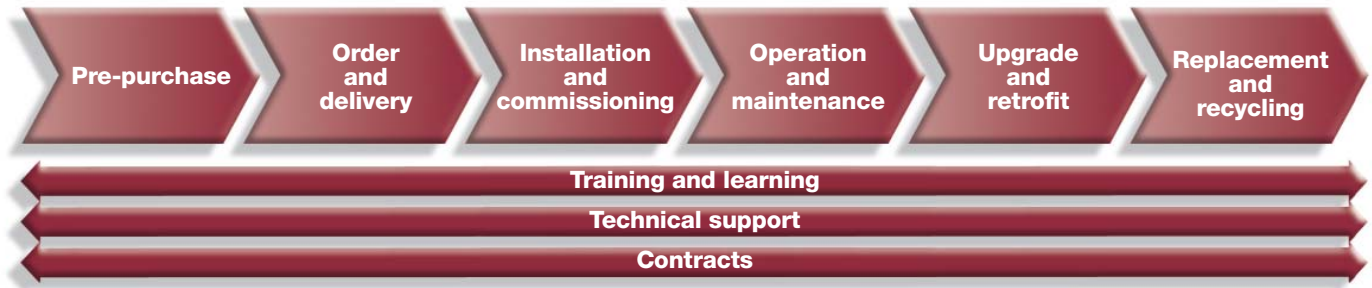 Pre-purchase
Order
and
delivery
Installation
and
commissioning
Operation
and
maintenance
Upgrade
and
retrofit
Replacement
and
recycling
Training and learning
Technical support
Contracts